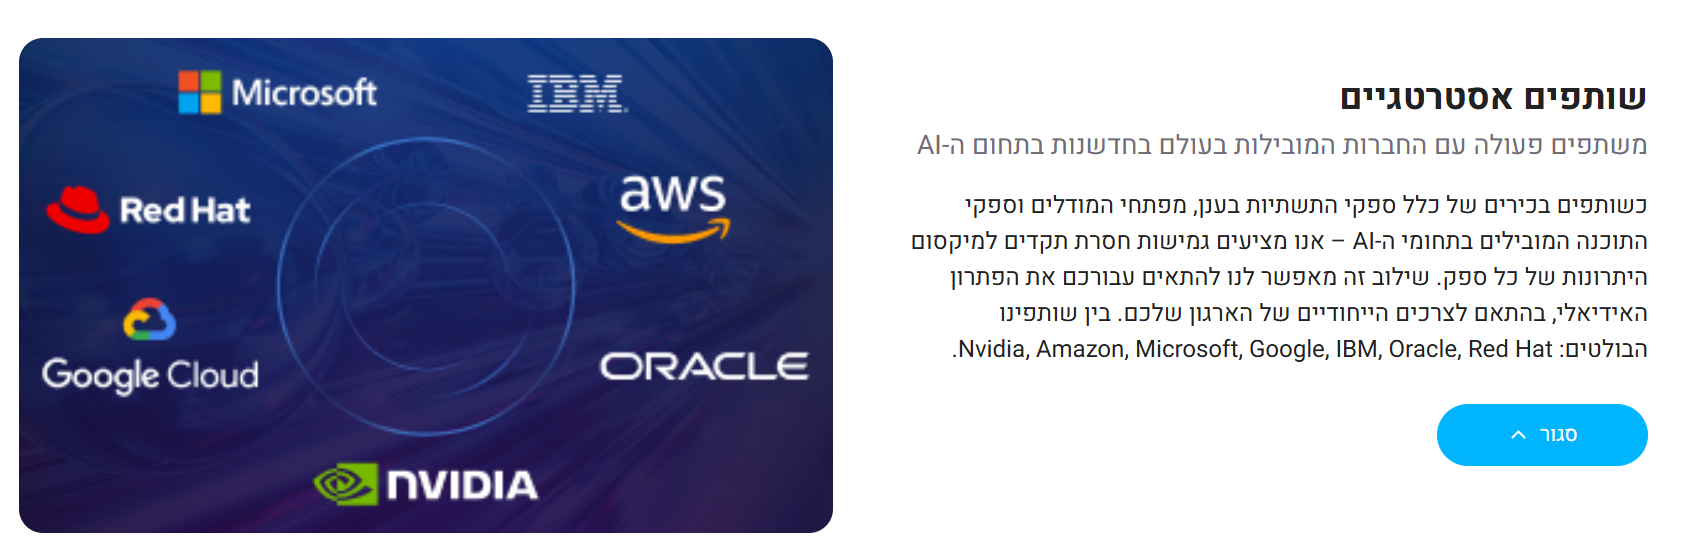 שותפים אסטרטגיים
משתפים פעולה עם החברות המובילות בעולם בחדשנות בתחום ה-AI
כשותפים בכירים של כלל ספקי התשתיות בענן, מפתחי המודלים וספקי
התוכנה המובילים בתחומי ה-AI – אנו מציעים גמישות חסרת תקדים למיקסום
היתרונות של כל ספק. שילוב זה מאפשר לנו להתאים עבורכם את הפתרון
האידיאלי, בהתאם לצרכים הייחודיים של הארגון שלכם. בין שותפינו
הבולטים: Nvidia, Amazon, Microsoft, Google, IBM, Oracle, Red Hat.
סגור
Microsoft
IBM
Red Hat
aws
Google Cloud
ORACLE
NVIDIA